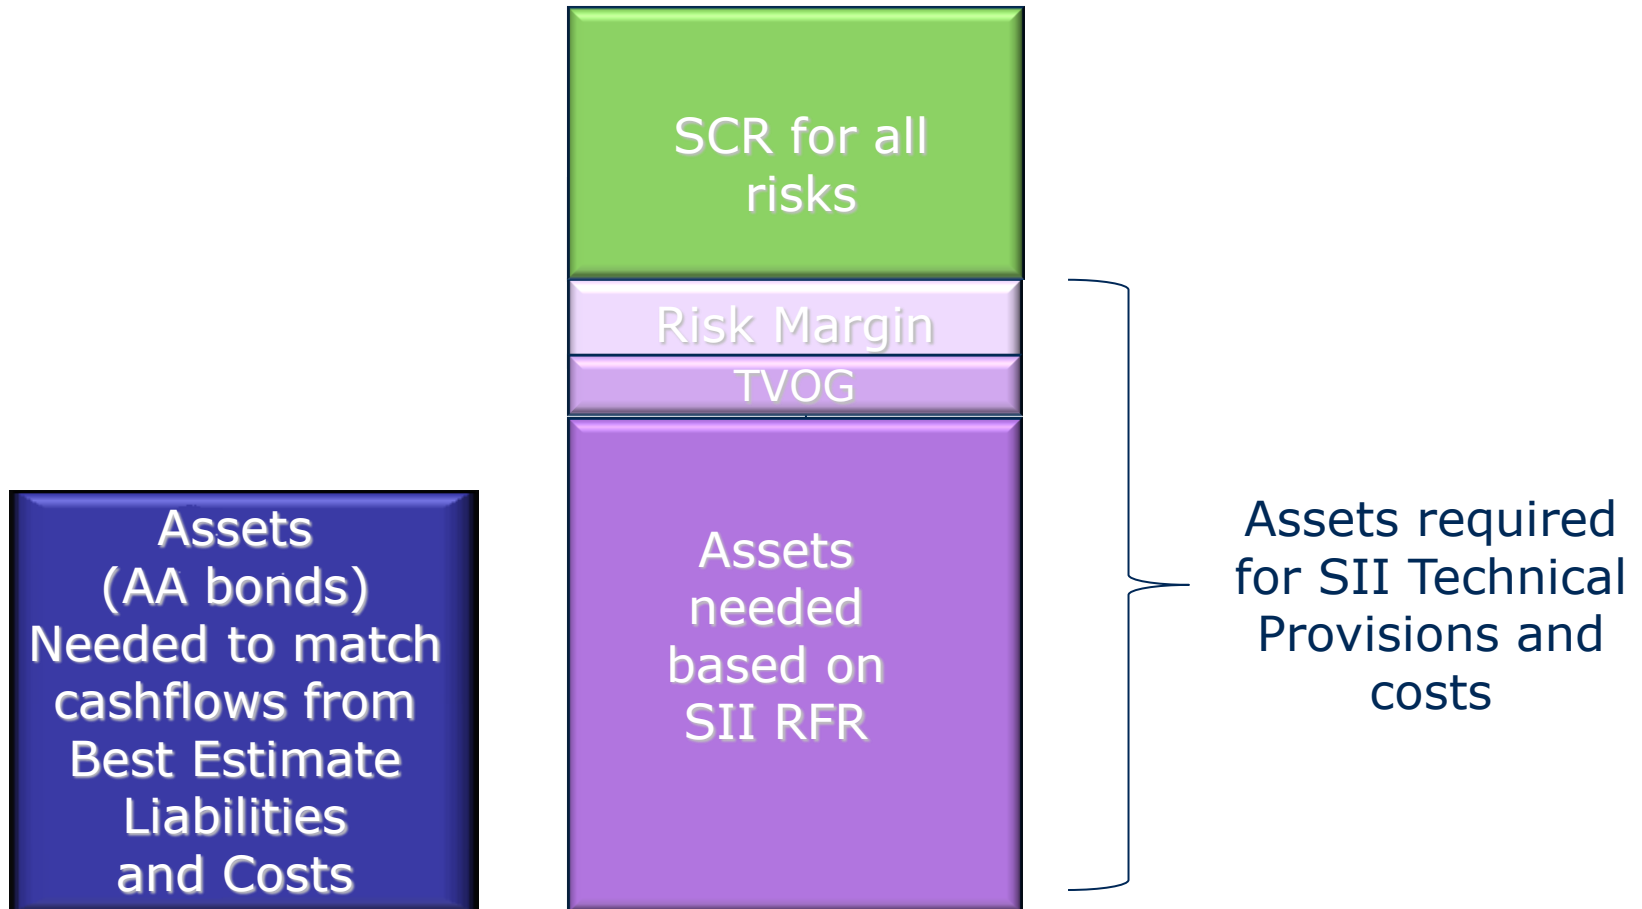 SCR for all
risks
Risk Margin
TVOG
Assets
(AA bonds)
Needed to match
cashflows from
Best Estimate
Liabilities
and Costs
Assets
needed
based on
SII RFR
Assets required
for SII Technical
Provisions and
costs